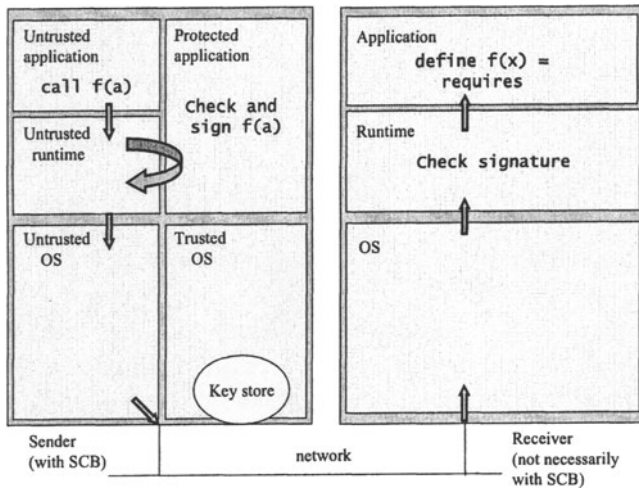 Untrusted
application
call f(a)
Protected
application
Check and
sign f(a)
Untrusted
runtime
Untrusted
OS
Trusted
OS
Key store
Sender
(with SCB)
network
Application
define f(x) =
requires
Runtime
Check signature
OS
Receiver
(not necessarily
with SCB)